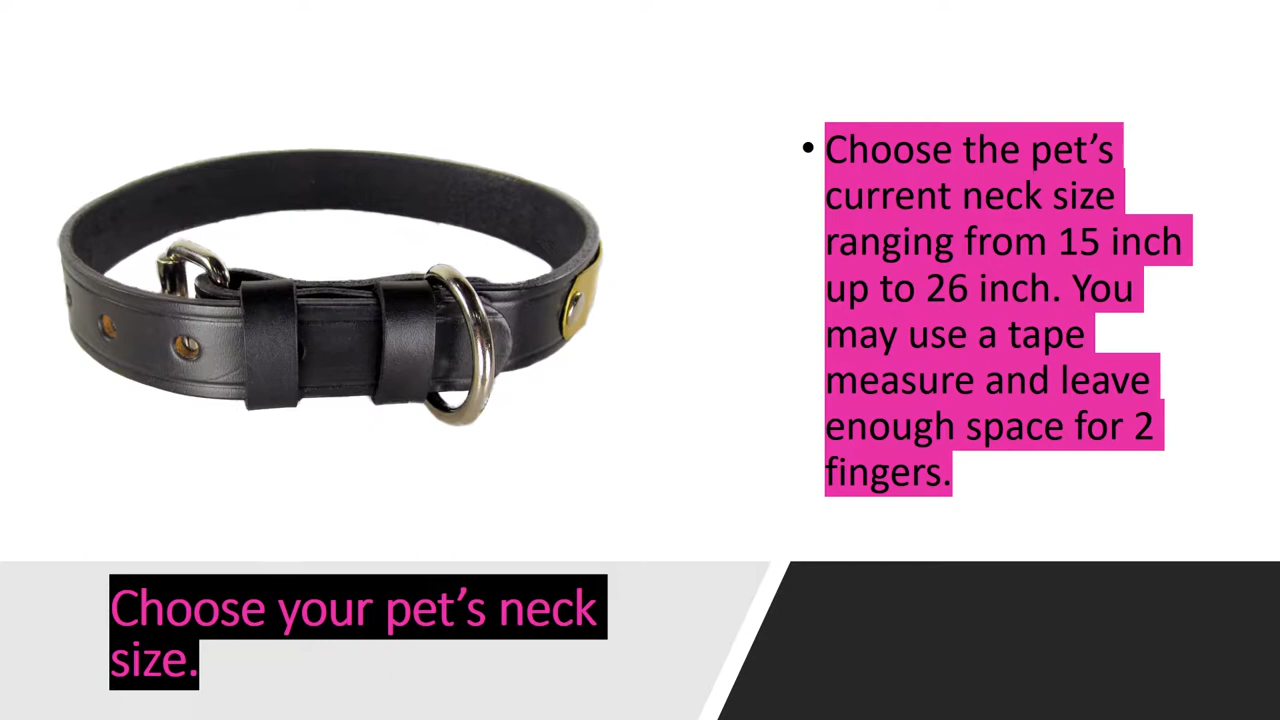 • Choose the pet’s
current neck size
ranging from 15 inch
up to 26 inch. You
may use a tape
measure and leave
enough space for 2
fingers.
Choose your pet’s neck
size.